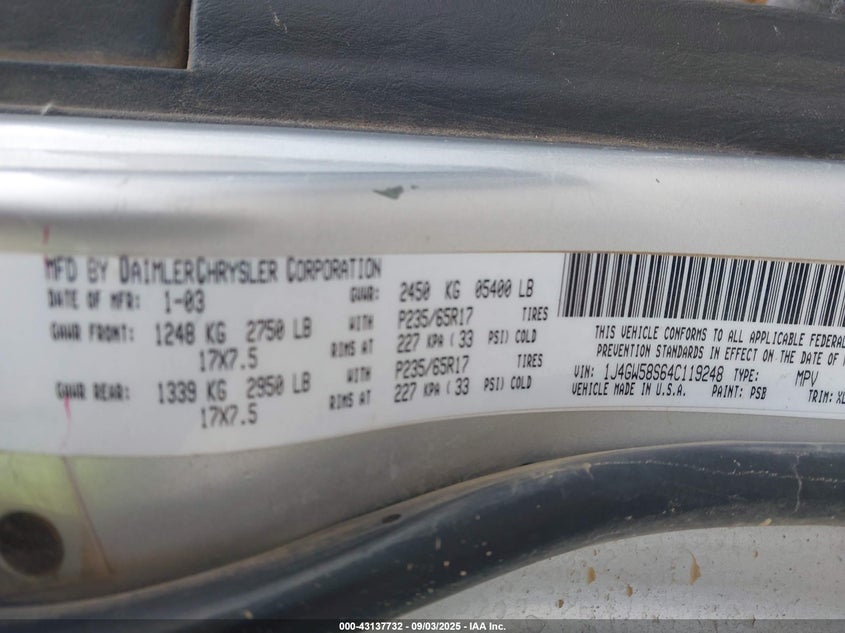 MFD BY DAIMLERCHRYSLER CORPORATION
DATE OF MFR: 1-03 GVWR: 2450 KG 05400 LB
GAWR FRONT: 1248 KG 2750 LB WITH P235/65R17 TIRES
17X7.5 RIMS AT 227 KPA ( 33 PSI) COLD
GAWR REAR: 1339 KG 2950 LB WITH P235/65R17 TIRES
17X7.5 RIMS AT 227 KPA ( 33 PSI) COLD
THIS VEHICLE CONFORMS TO ALL APPLICABLE FEDERAL
PREVENTION STANDARDS IN EFFECT ON THE DATE OF
VIN: 1J4GW58S64C119248 TYPE: MPV
VEHICLE MADE IN U.S.A. PAINT: PSB TRIM:
000-43137732 - 09/03/2025 - IAA Inc.